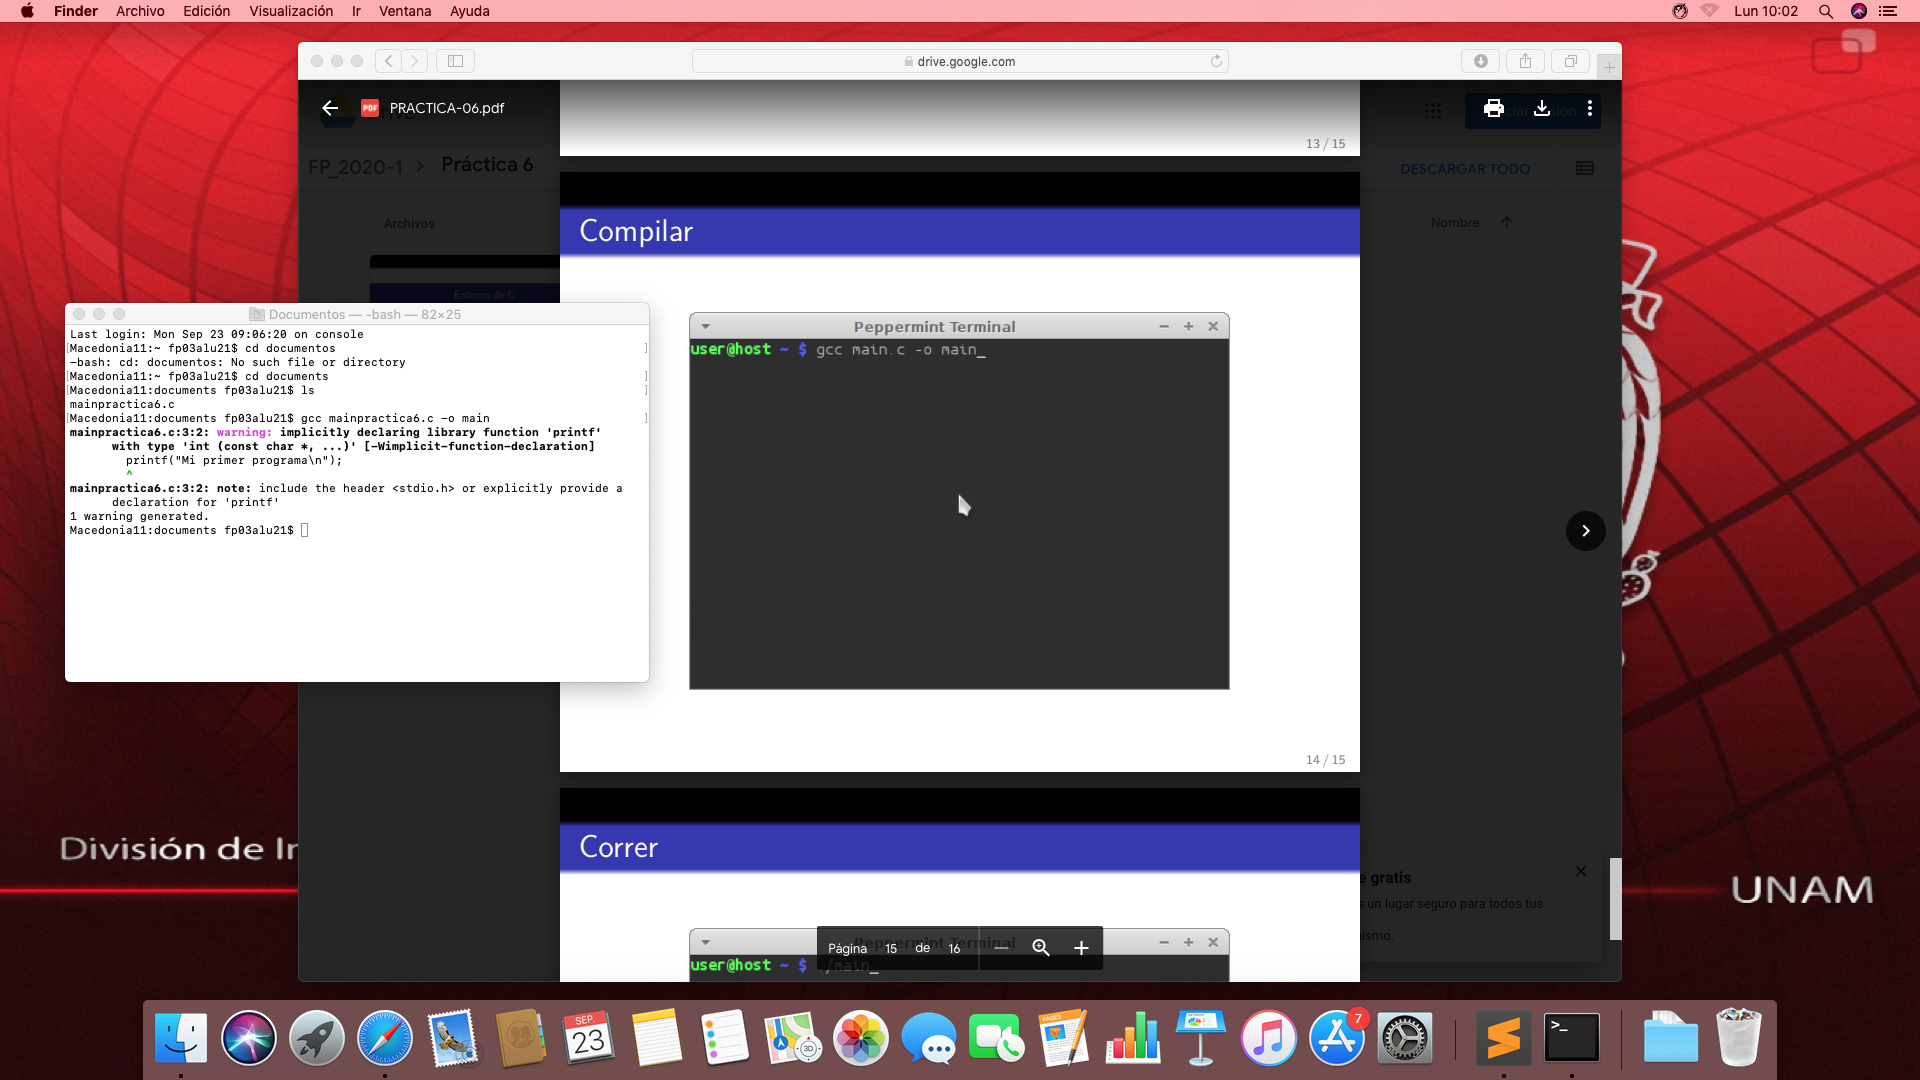 Finder Archivo Edición Visualización Ir Ventana Ayuda
Lun 10:02
drive.google.com
PDF PRACTICA-06.pdf
FP_2020-1 > Práctica 6
DESCARGAR TODO
Archivos
Nombre
Entorno de C
13 / 15
Compilar
Peppermint Terminal
user@host ~ $ gcc main.c -o main_
14 / 15
Correr
Peppermint Terminal
user@host ~ $ ./main_
Página 15 de 16
Documentos — -bash — 82×25
Last login: Mon Sep 23 09:06:20 on console
[Macedonia11:~ fp03alu21$ cd documentos ]
-bash: cd: documentos: No such file or directory
[Macedonia11:~ fp03alu21$ cd documents ]
[Macedonia11:documents fp03alu21$ ls ]
mainpractica6.c
[Macedonia11:documents fp03alu21$ gcc mainpractica6.c -o main ]
mainpractica6.c:3:2: warning: implicitly declaring library function 'printf'
with type 'int (const char *, ...)' [-Wimplicit-function-declaration]
printf("Mi primer programa\n");
^
mainpractica6.c:3:2: note: include the header <stdio.h> or explicitly provide a
declaration for 'printf'
1 warning generated.
Macedonia11:documents fp03alu21$
e gratis
un lugar seguro para todos tus
ismo.
División de In
UNAM
SEP.
23
3D
PAGES
7
>_